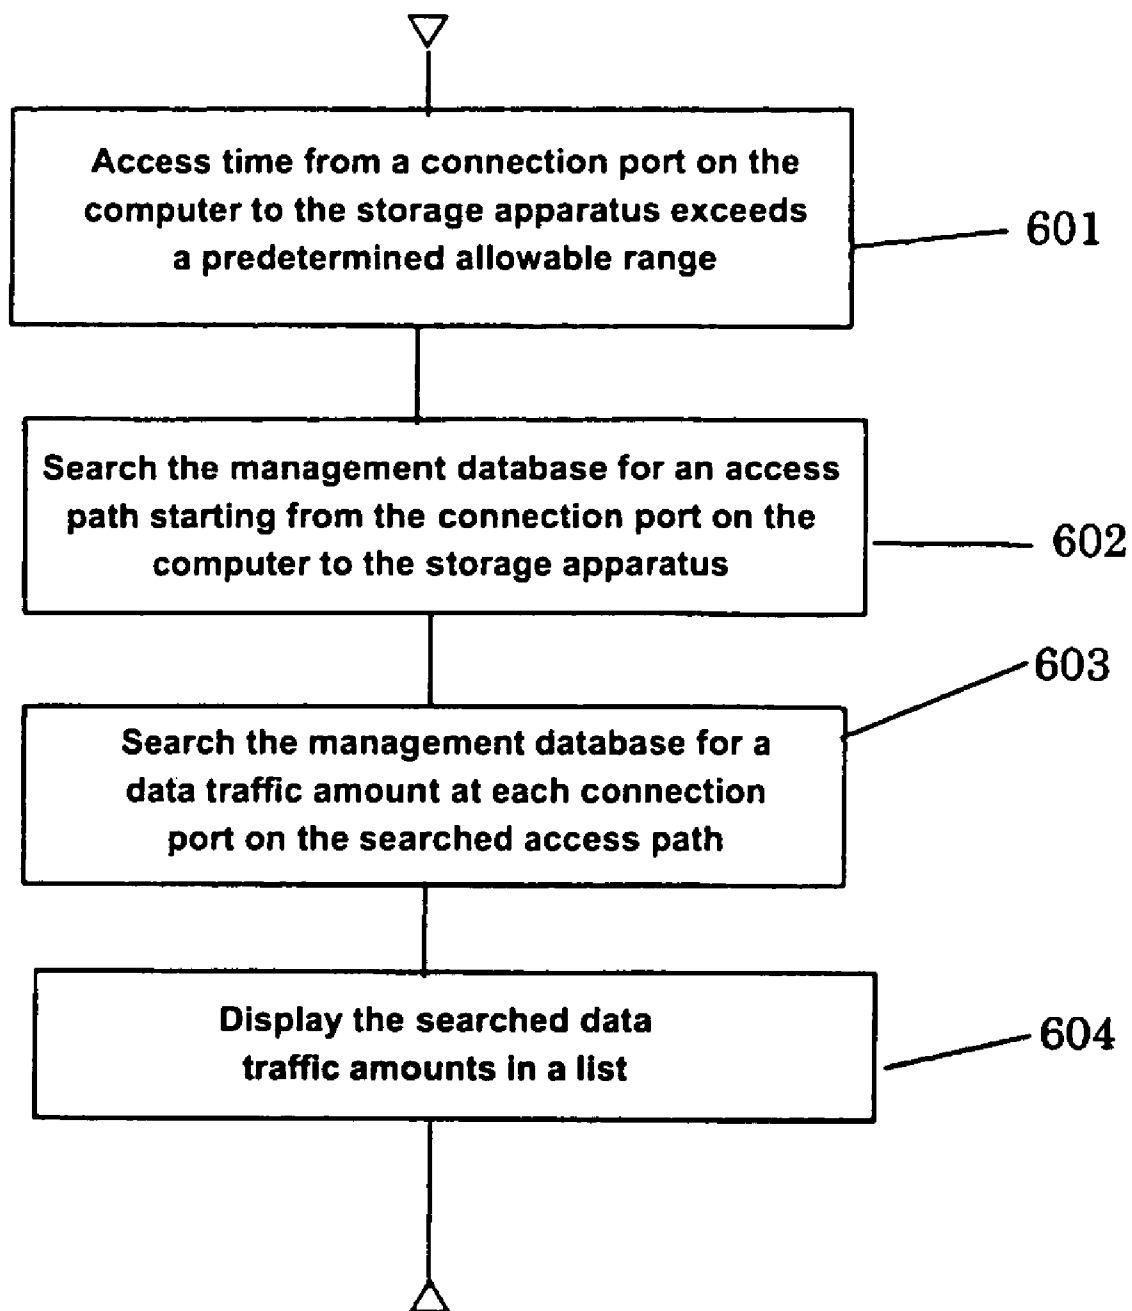 Access time from a connection port on the
computer to the storage apparatus exceeds
a predetermined allowable range
601
Search the management database for an access
path starting from the connection port on the
computer to the storage apparatus
602
603
Search the management database for a
data traffic amount at each connection
port on the searched access path
Display the searched data
traffic amounts in a list
604